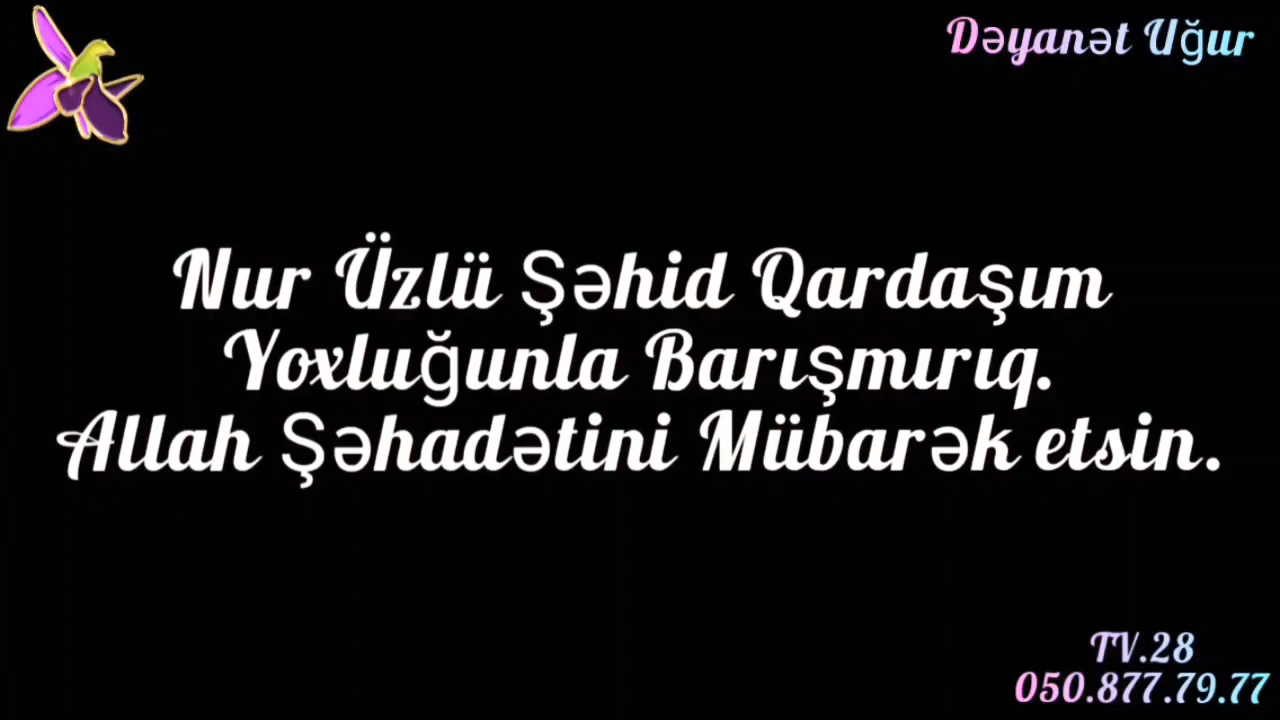 Dəyanət Uğur
Nur Üzlü Şəhid Qardaşım
Yoxluğunla Barışmırıq.
Allah Şəhadətini Mübarək etsin.
TV.28
050.877.79.77